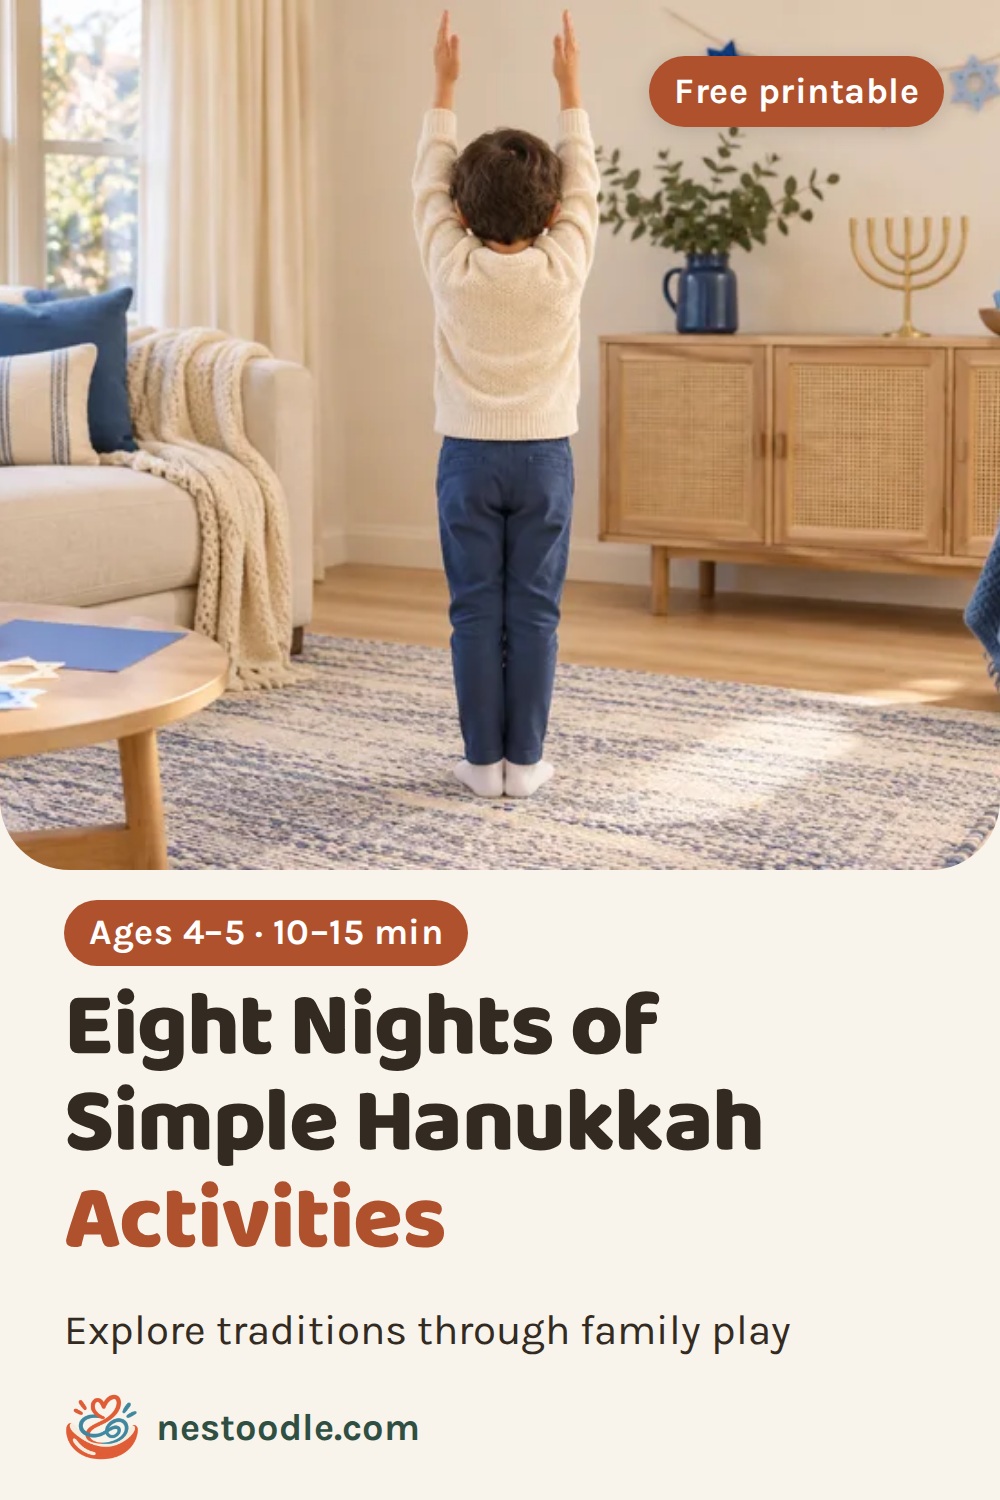 Free printable
Ages 4–5 · 10–15 min
Eight Nights of
Simple Hanukkah
Activities
Explore traditions through family play
nestoodle.com